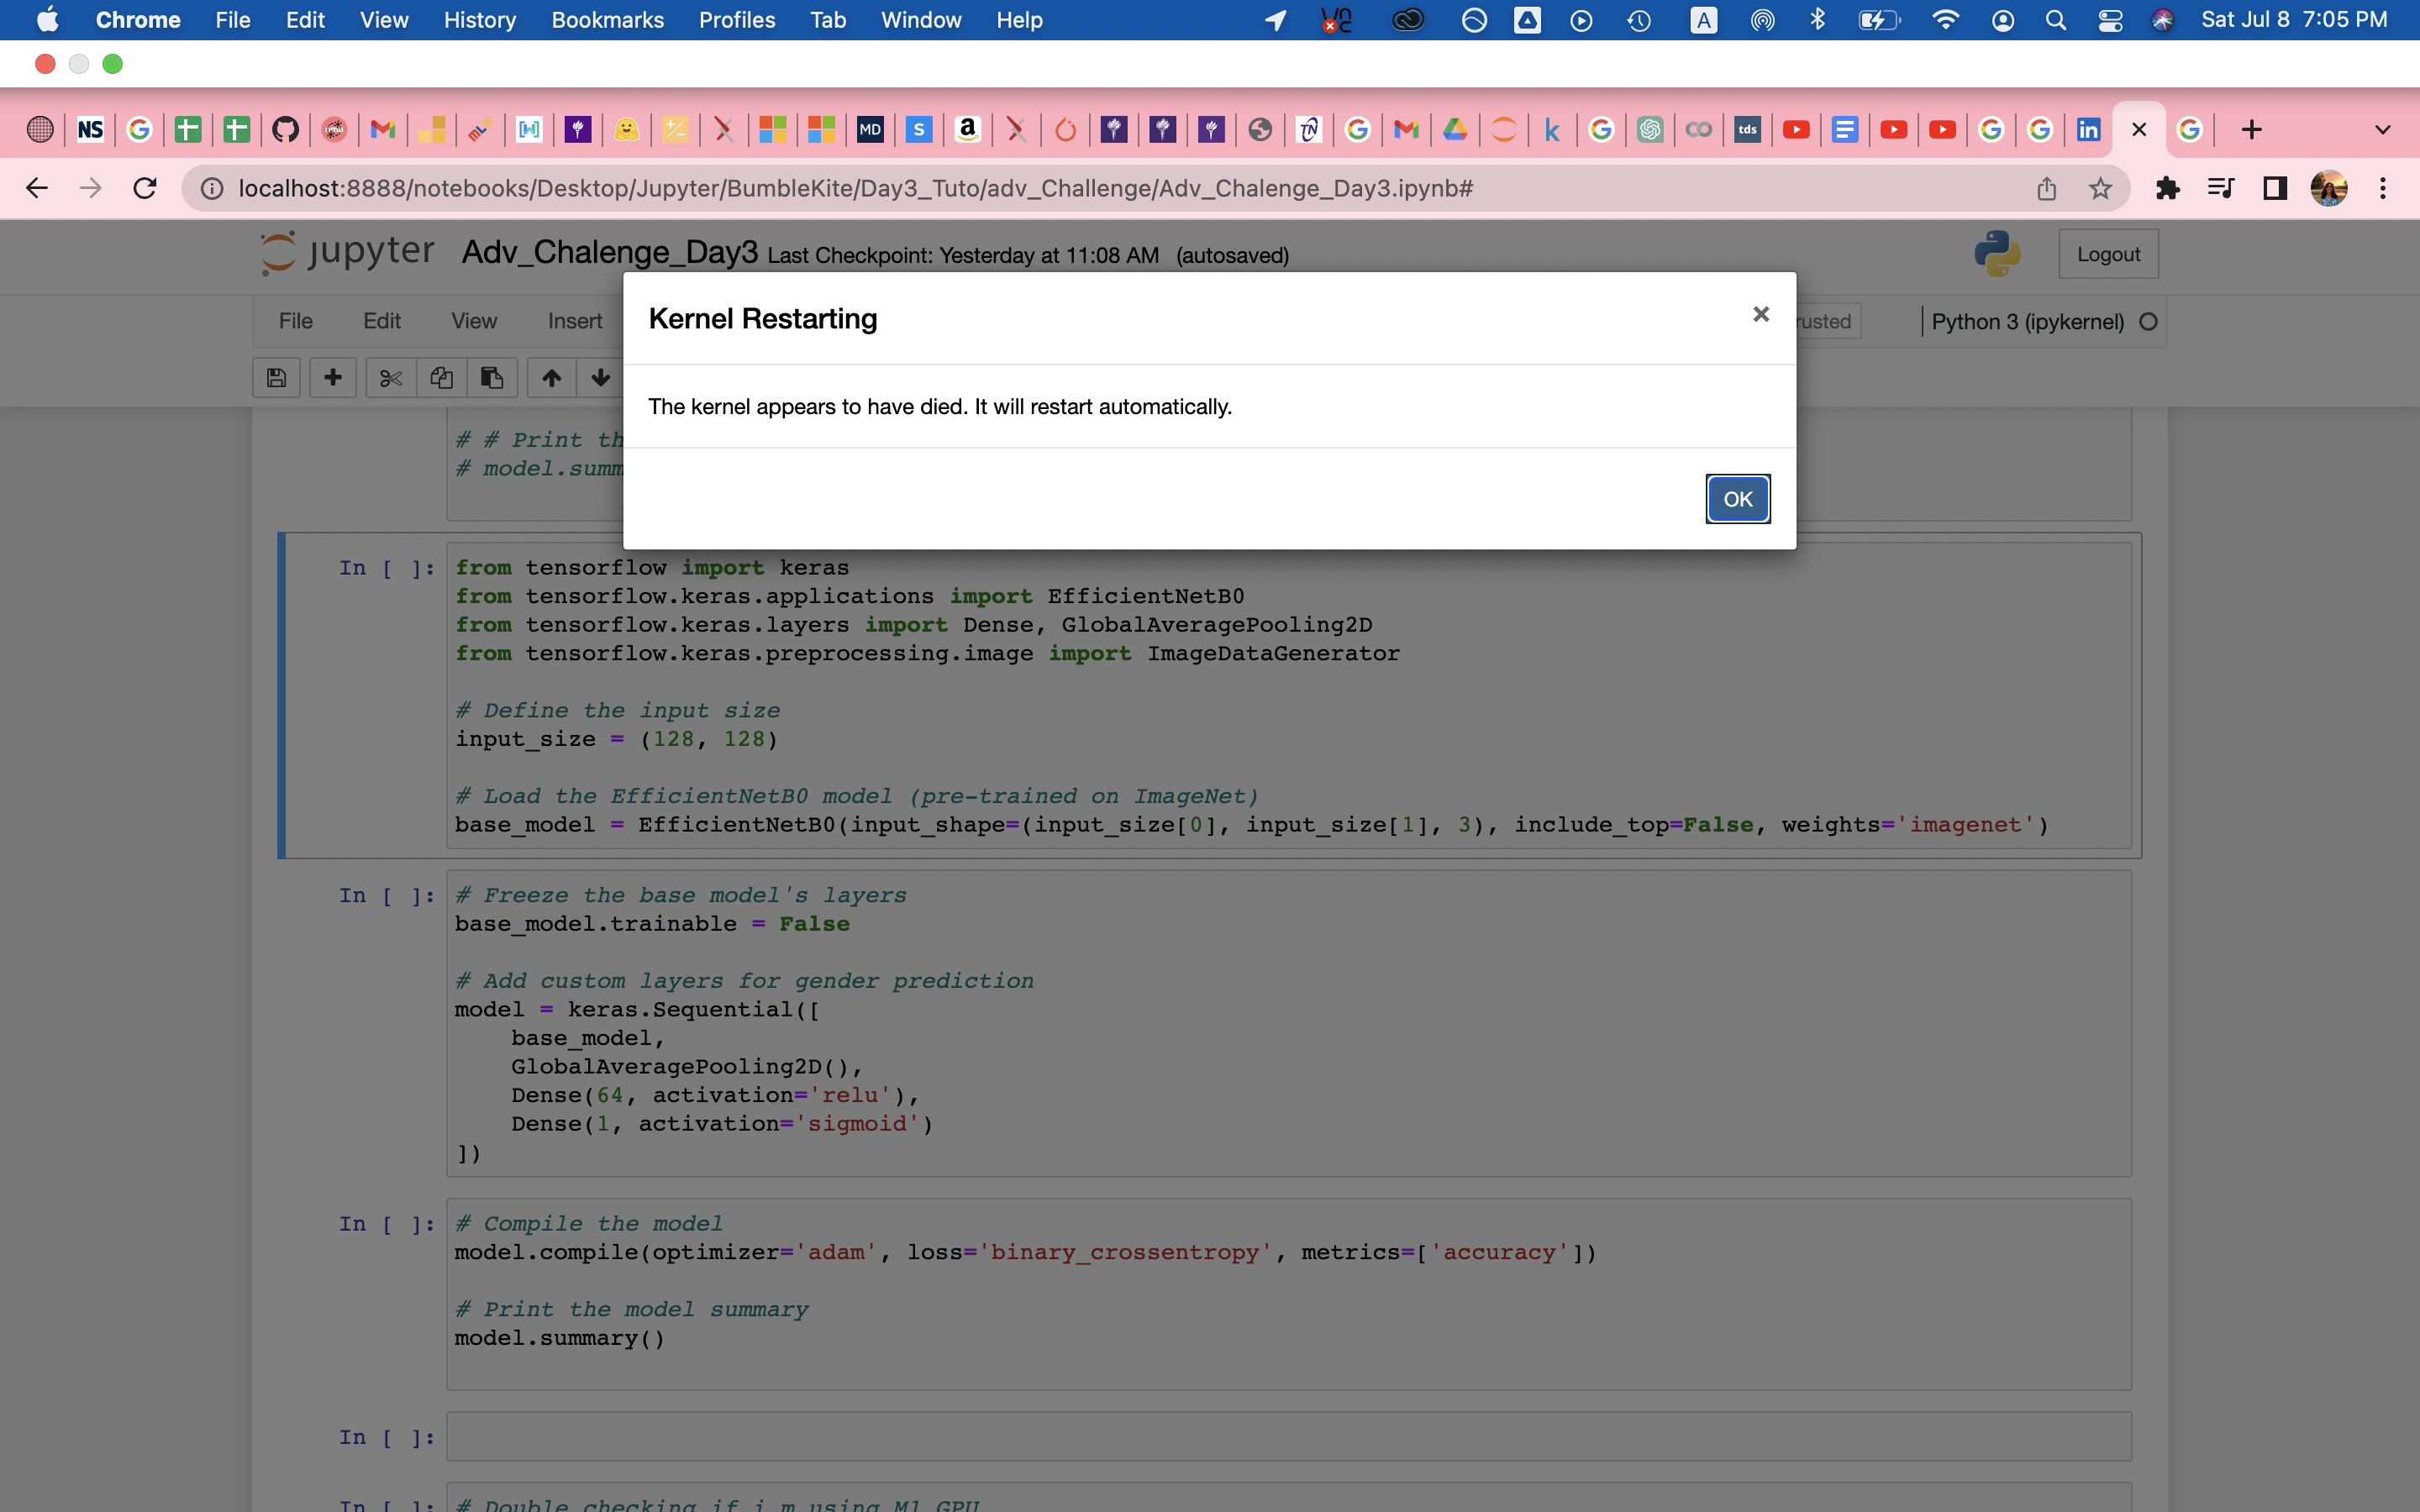 Chrome File Edit View History Bookmarks Profiles Tab Window Help A Sat Jul 8 7:05 PM
NS MD S a tds in
localhost:8888/notebooks/Desktop/Jupyter/BumbleKite/Day3_Tuto/adv_Challenge/Adv_Chalenge_Day3.ipynb#
jupyter Adv_Chalenge_Day3 Last Checkpoint: Yesterday at 11:08 AM (autosaved) Logout
Kernel Restarting
File Edit View Insert rusted Python 3 (ipykernel)
The kernel appears to have died. It will restart automatically.
# # Print th
# model.summ
OK
In [ ]: from tensorflow import keras
from tensorflow.keras.applications import EfficientNetB0
from tensorflow.keras.layers import Dense, GlobalAveragePooling2D
from tensorflow.keras.preprocessing.image import ImageDataGenerator
# Define the input size
input_size = (128, 128)
# Load the EfficientNetB0 model (pre-trained on ImageNet)
base_model = EfficientNetB0(input_shape=(input_size[0], input_size[1], 3), include_top=False, weights='imagenet')
In [ ]: # Freeze the base model's layers
base_model.trainable = False
# Add custom layers for gender prediction
model = keras.Sequential([
base_model,
GlobalAveragePooling2D(),
Dense(64, activation='relu'),
Dense(1, activation='sigmoid')
])
In [ ]: # Compile the model
model.compile(optimizer='adam', loss='binary_crossentropy', metrics=['accuracy'])
# Print the model summary
model.summary()
In [ ]:
In [ ]: # Double checking if i m using M1 GPU